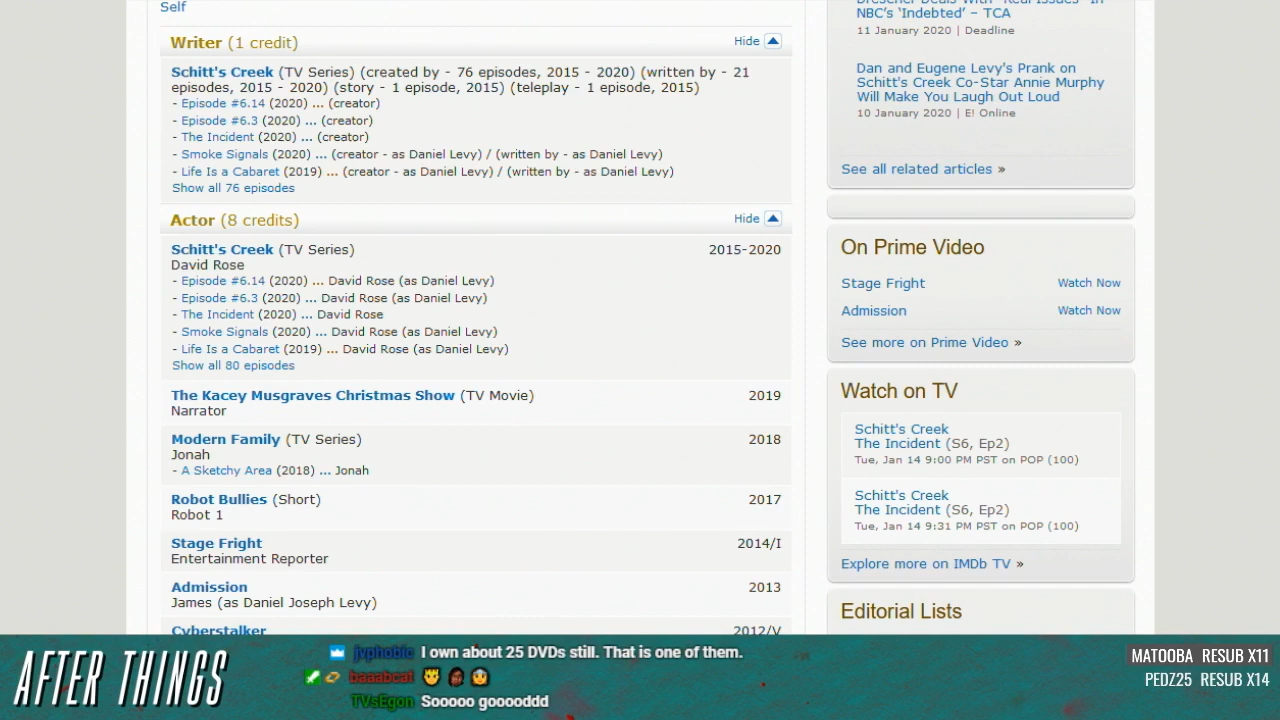 Self
Writer (1 credit)
Hide
Schitt's Creek (TV Series) (created by - 76 episodes, 2015 - 2020) (written by - 21
episodes, 2015 - 2020) (story - 1 episode, 2015) (teleplay - 1 episode, 2015)
- Episode #6.14 (2020) ... (creator)
- Episode #6.3 (2020) ... (creator)
- The Incident (2020) ... (creator)
- Smoke Signals (2020) ... (creator - as Daniel Levy) / (written by - as Daniel Levy)
- Life Is a Cabaret (2019) ... (creator - as Daniel Levy) / (written by - as Daniel Levy)
Show all 76 episodes
Actor (8 credits)
Hide
Schitt's Creek (TV Series) 2015-2020
David Rose
- Episode #6.14 (2020) ... David Rose (as Daniel Levy)
- Episode #6.3 (2020) ... David Rose (as Daniel Levy)
- The Incident (2020) ... David Rose
- Smoke Signals (2020) ... David Rose (as Daniel Levy)
- Life Is a Cabaret (2019) ... David Rose (as Daniel Levy)
Show all 80 episodes
The Kacey Musgraves Christmas Show (TV Movie) 2019
Narrator
Modern Family (TV Series) 2018
Jonah
- A Sketchy Area (2018) ... Jonah
Robot Bullies (Short) 2017
Robot 1
Stage Fright 2014/I
Entertainment Reporter
Admission 2013
James (as Daniel Joseph Levy)
Cyberstalker 2012/V
Drescher Deals With 'Real Issues' In
NBC's 'Indebted' – TCA
11 January 2020 | Deadline
Dan and Eugene Levy's Prank on
Schitt's Creek Co-Star Annie Murphy
Will Make You Laugh Out Loud
10 January 2020 | E! Online
See all related articles »
On Prime Video
Stage Fright Watch Now
Admission Watch Now
See more on Prime Video »
Watch on TV
Schitt's Creek
The Incident (S6, Ep2)
Tue, Jan 14 9:00 PM PST on POP (100)
Schitt's Creek
The Incident (S6, Ep2)
Tue, Jan 14 9:31 PM PST on POP (100)
Explore more on IMDb TV »
Editorial Lists
AFTER THINGS
jvphobic I own about 25 DVDs still. That is one of them.
baaabcat
TVsEgon Sooooo gooooddd
MATOOBA RESUB X11
PEDZ25 RESUB X14